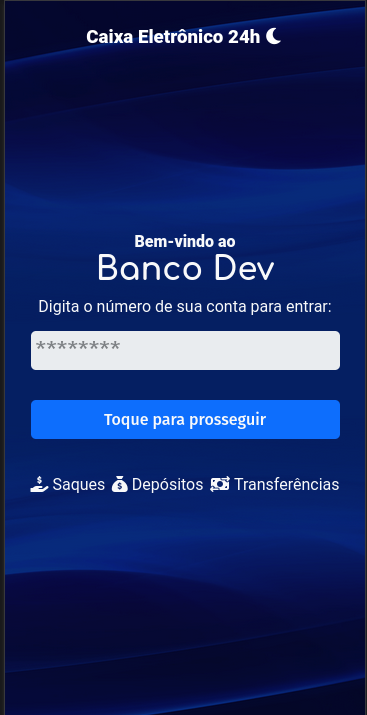 Caixa Eletrônico 24h
Bem-vindo ao
Banco Dev
Digita o número de sua conta para entrar:
********
Toque para prosseguir
Saques Depósitos Transferências